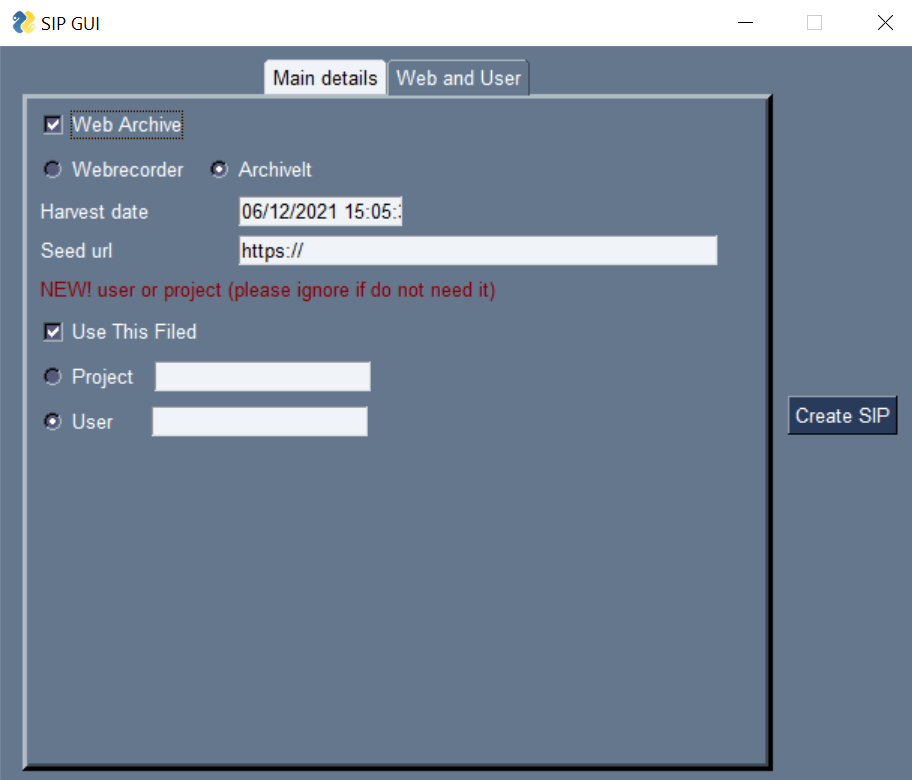 SIP GUI
Main details Web and User
Web Archive
Webrecorder ArchiveIt
Harvest date 06/12/2021 15:05:
Seed url https://
NEW! user or project (please ignore if do not need it)
Use This Filed
Project
User
Create SIP